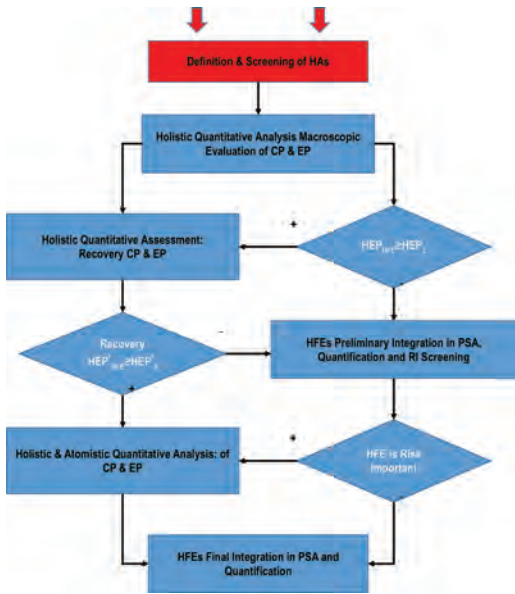 Definition & Screening of HAs
Holistic Quantitative Analysis Macroscopic
Evaluation of CP & EP
+
Holistic Quantitative Assessment:
Recovery CP & EP
Recovery
-
HFEs Preliminary Integration in PSA,
Quantification and RI Screening
+
+
Holistic & Atomistic Quantitative Analysis: of
CP & EP
HFE is Risk
Important
HFEs Final Integration in PSA and
Quantification